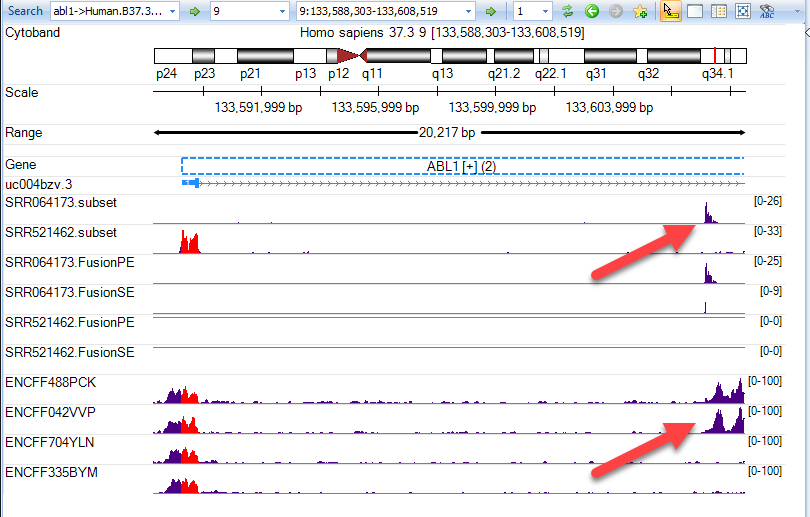 Search abl1->Human.B37.3... 9 9:133,588,303-133,608,519 1 ABC
Cytoband Homo sapiens 37.3 9 [133,588,303-133,608,519]
p24 p23 p21 p13 p12 q11 q13 q21.2 q22.1 q31 q32 q34.1
Scale
133,591,999 bp 133,595,999 bp 133,599,999 bp 133,603,999 bp
Range 20,217 bp
Gene ABL1 [+] (2)
uc004bzv.3
SRR064173.subset [0-26]
SRR521462.subset [0-33]
SRR064173.FusionPE [0-25]
SRR064173.FusionSE [0-9]
SRR521462.FusionPE [0-0]
SRR521462.FusionSE [0-0]
ENCFF488PCK [0-100]
ENCFF042VVP [0-100]
ENCFF704YLN [0-100]
ENCFF335BYM [0-100]